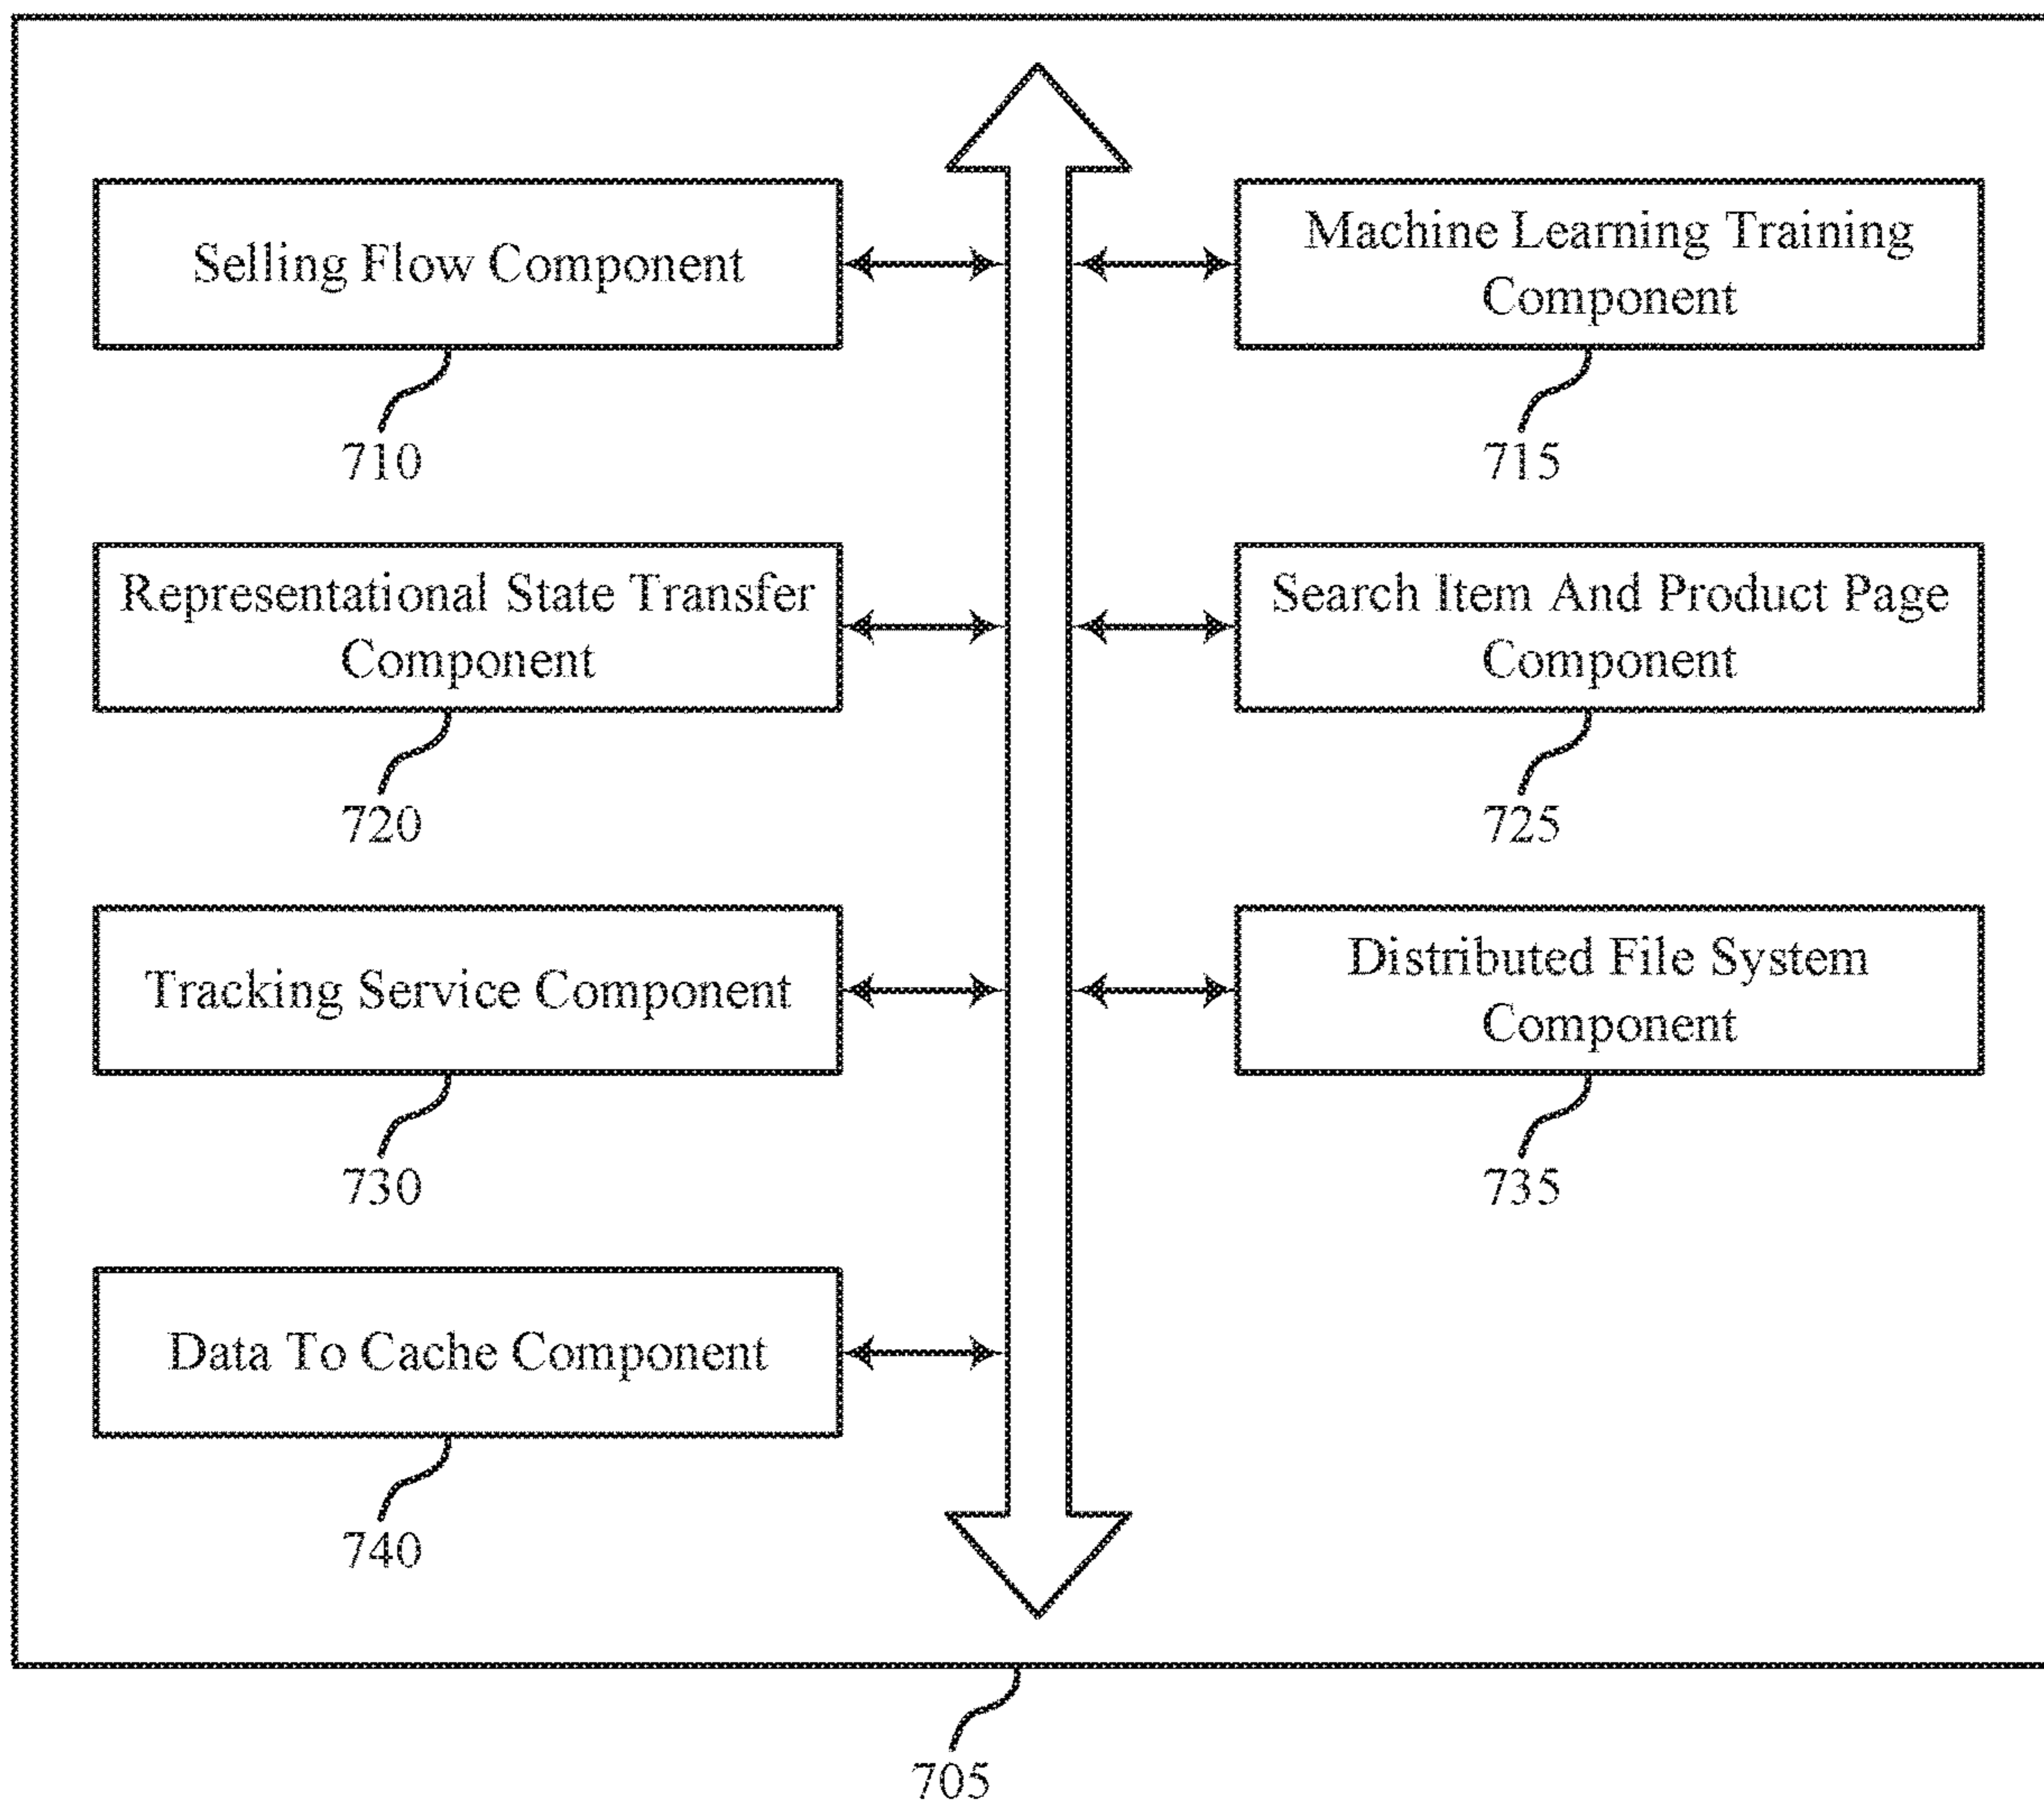 Selling Flow Component
710
Machine Learning Training
Component
715
Representational State Transfer
Component
720
Search Item And Product Page
Component
725
Tracking Service Component
730
Distributed File System
Component
735
Data To Cache Component
740
705